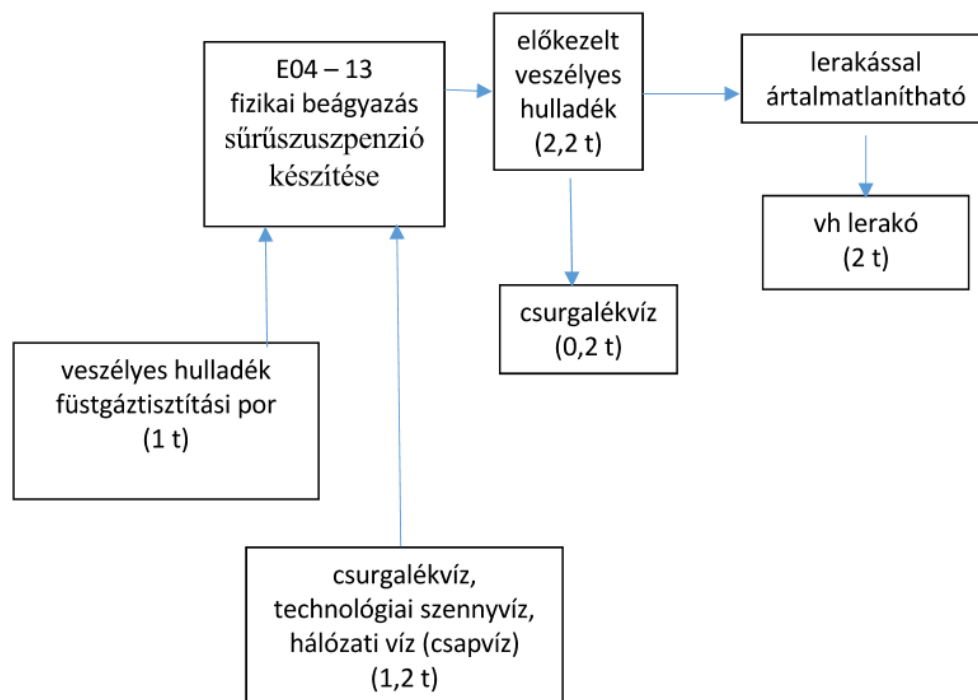 E04 – 13
fizikai beágyazás
sűrűszuszpenzió
készítése
előkezelt
veszélyes
hulladék
(2,2 t)
lerakással
ártalmatlanítható
vh lerakó
(2 t)
csurgalékvíz
(0,2 t)
veszélyes hulladék
füstgáztisztítási por
(1 t)
csurgalékvíz,
technológiai szennyvíz,
hálózati víz (csapvíz)
(1,2 t)